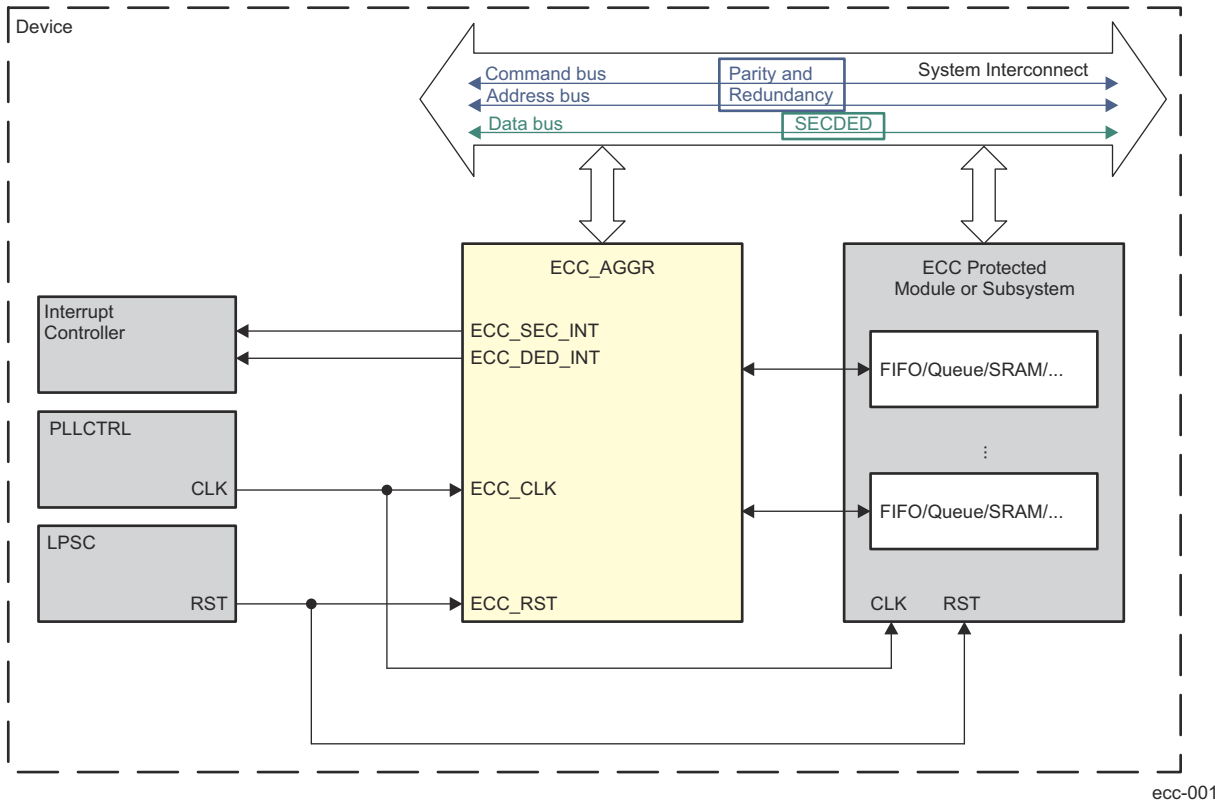 Device
Command bus
Address bus
Data bus
Parity and
Redundancy
SECDED
System Interconnect
ECC_AGGR
ECC Protected
Module or Subsystem
Interrupt
Controller
ECC_SEC_INT
ECC_DED_INT
FIFO/Queue/SRAM/...
...
PLLCTRL
CLK
ECC_CLK
FIFO/Queue/SRAM/...
LPSC
RST
ECC_RST
CLK
RST
ecc-001